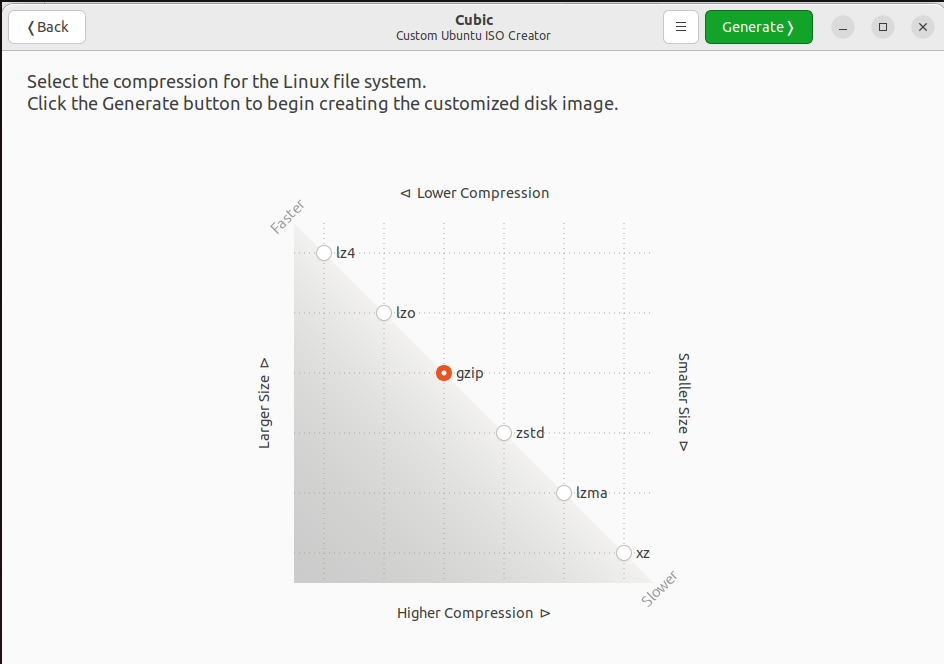 ❬Back
Cubic
Custom Ubuntu ISO Creator
Generate❭
Select the compression for the Linux file system.
Click the Generate button to begin creating the customized disk image.
⊲ Lower Compression
Faster
lz4
lzo
gzip
zstd
lzma
xz
Larger Size ⊳
Smaller Size ⊳
Slower
Higher Compression ⊳